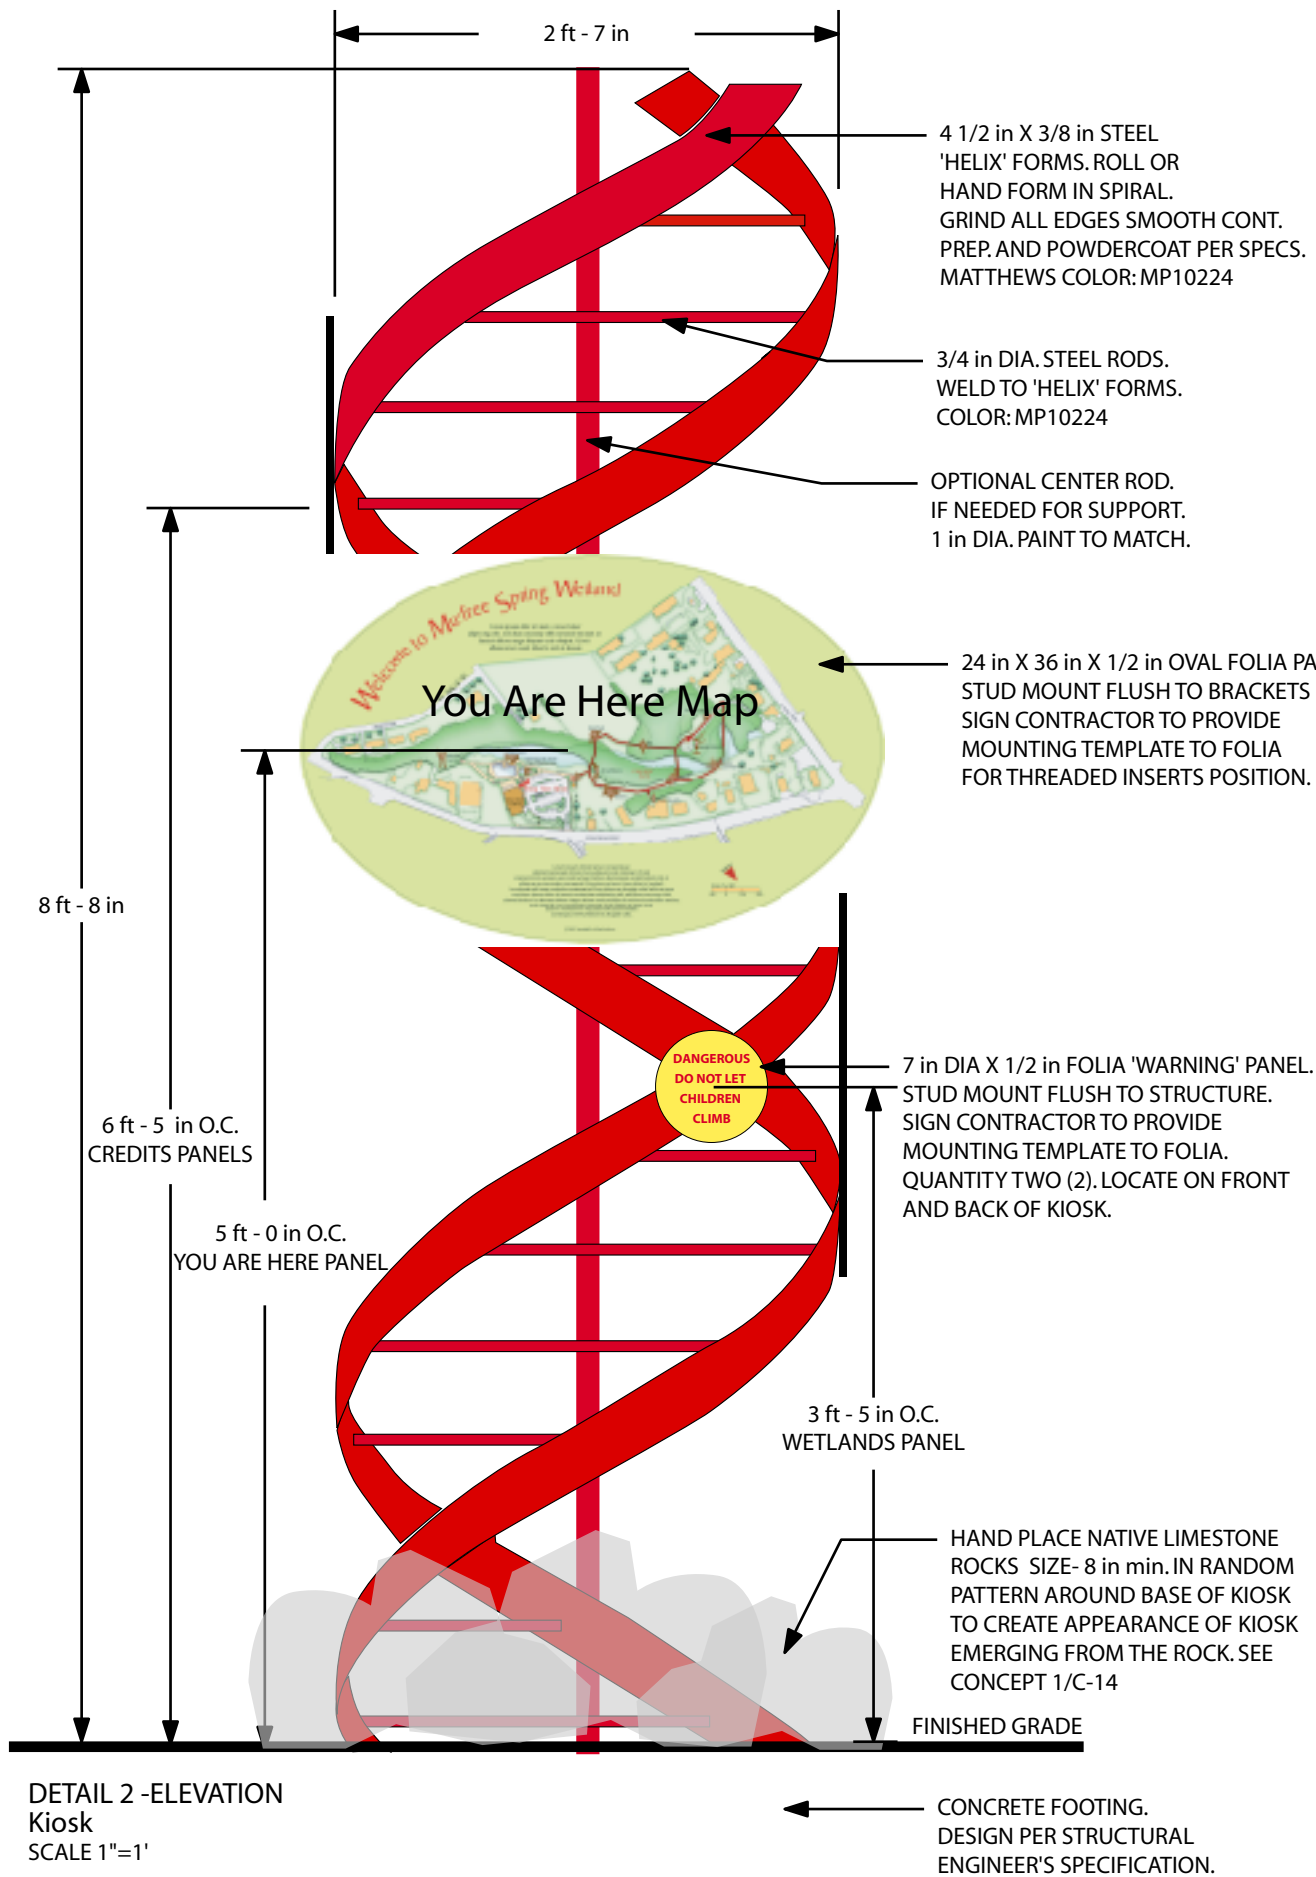 2 ft - 7 in
4 1/2 in X 3/8 in STEEL
'HELIX' FORMS. ROLL OR
HAND FORM IN SPIRAL.
GRIND ALL EDGES SMOOTH CONT.
PREP. AND POWDERCOAT PER SPECS.
MATTHEWS COLOR: MP10224
3/4 in DIA. STEEL RODS.
WELD TO 'HELIX' FORMS.
COLOR: MP10224
OPTIONAL CENTER ROD.
IF NEEDED FOR SUPPORT.
1 in DIA. PAINT TO MATCH.
Welcome to Murfree Spring Wetland
You Are Here Map
24 in X 36 in X 1/2 in OVAL FOLIA PA
STUD MOUNT FLUSH TO BRACKETS
SIGN CONTRACTOR TO PROVIDE
MOUNTING TEMPLATE TO FOLIA
FOR THREADED INSERTS POSITION.
8 ft - 8 in
6 ft - 5 in O.C.
CREDITS PANELS
5 ft - 0 in O.C.
YOU ARE HERE PANEL
DANGEROUS
DO NOT LET
CHILDREN
CLIMB
7 in DIA X 1/2 in FOLIA 'WARNING' PANEL.
STUD MOUNT FLUSH TO STRUCTURE.
SIGN CONTRACTOR TO PROVIDE
MOUNTING TEMPLATE TO FOLIA.
QUANTITY TWO (2). LOCATE ON FRONT
AND BACK OF KIOSK.
3 ft - 5 in O.C.
WETLANDS PANEL
HAND PLACE NATIVE LIMESTONE
ROCKS SIZE- 8 in min. IN RANDOM
PATTERN AROUND BASE OF KIOSK
TO CREATE APPEARANCE OF KIOSK
EMERGING FROM THE ROCK. SEE
CONCEPT 1/C-14
FINISHED GRADE
DETAIL 2 -ELEVATION
Kiosk
SCALE 1"=1'
CONCRETE FOOTING.
DESIGN PER STRUCTURAL
ENGINEER'S SPECIFICATION.